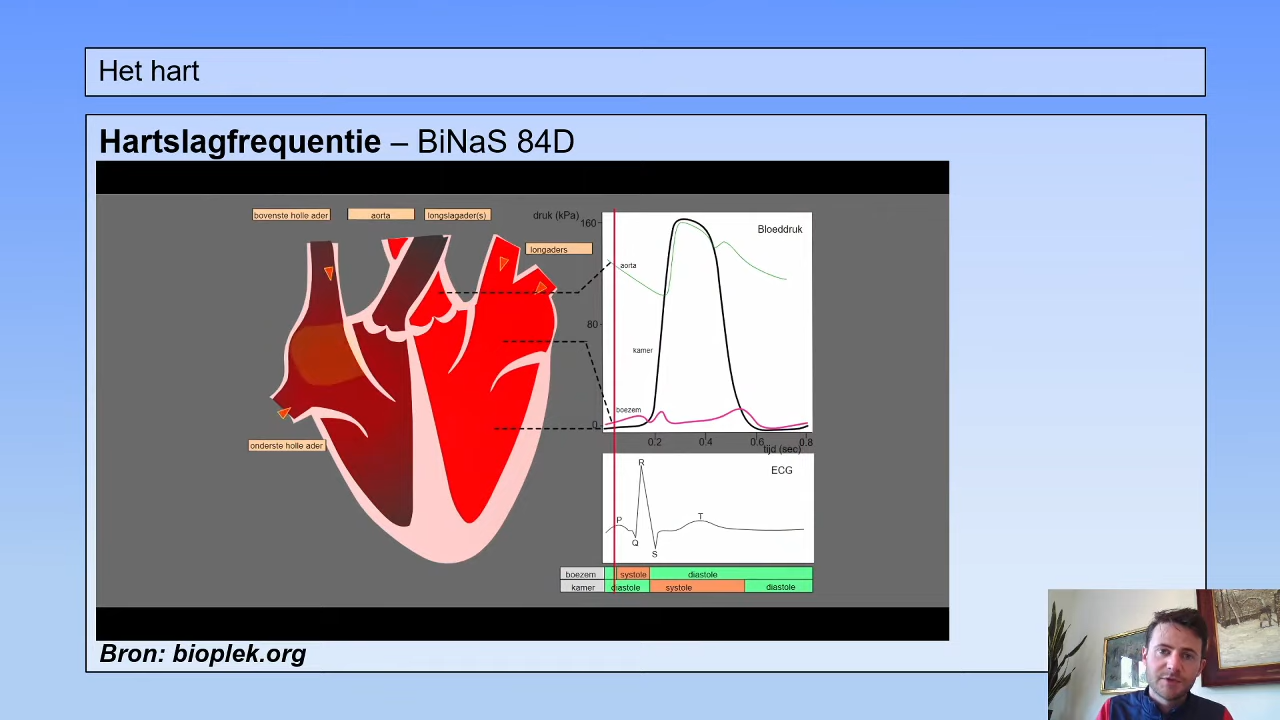 Het hart
Hartslagfrequentie – BiNaS 84D
bovenste holle ader
aorta
longslagader(s)
longaders
onderste holle ader
druk (kPa)
160
80
0
Bloeddruk
aorta
kamer
boezem
0.2
0.4
0.6
0.8
tijd (sec)
ECG
R
P
Q
S
T
boezem
systole
diastole
kamer
diastole
systole
diastole
Bron: bioplek.org